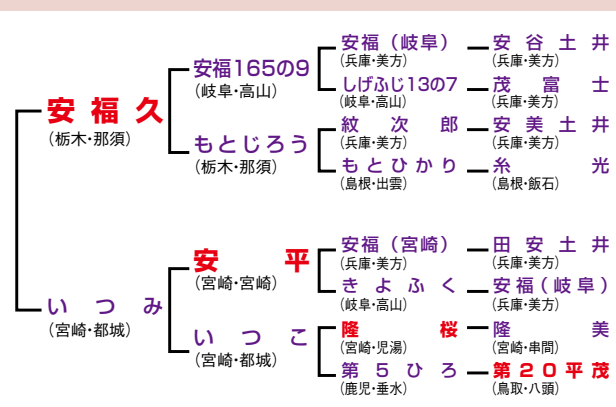 安福久
(栃木・那須)
安福165の9
(岐阜・高山)
安福(岐阜)
(兵庫・美方)
安谷土井
(兵庫・美方)
しげふじ13の7
(岐阜・高山)
茂富士
(兵庫・美方)
もとじろう
(栃木・那須)
紋次郎
(兵庫・美方)
安美土井
(兵庫・美方)
もとひかり
(島根・出雲)
糸光
(島根・飯石)
いつみ
(宮崎・都城)
安平
(宮崎・宮崎)
安福(宮崎)
(兵庫・美方)
田安土井
(兵庫・美方)
きよふく
(岐阜・高山)
安福(岐阜)
(兵庫・美方)
いつこ
(宮崎・都城)
隆桜
(宮崎・児湯)
隆美
(宮崎・串間)
第5ひろ
(鹿児・垂水)
第20平茂
(鳥取・八頭)